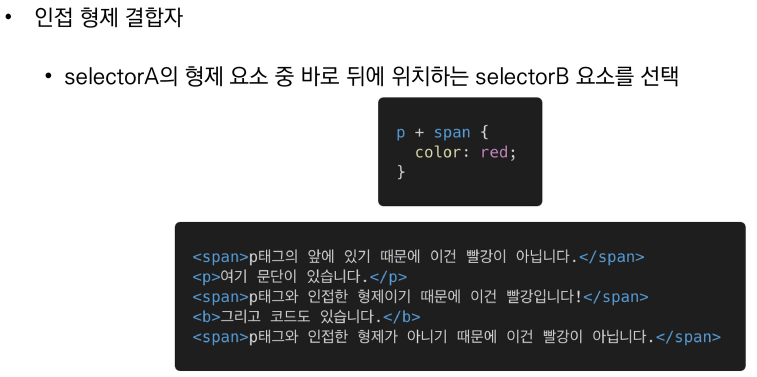 • 인접 형제 결합자
• selectorA의 형제 요소 중 바로 뒤에 위치하는 selectorB 요소를 선택
p + span {
  color: red;
}
<span>p태그의 앞에 있기 때문에 이건 빨강이 아닙니다.</span>
<p>여기 문단이 있습니다.</p>
<span>p태그와 인접한 형제이기 때문에 이건 빨강입니다!</span>
<b>그리고 코드도 있습니다.</b>
<span>p태그와 인접한 형제가 아니기 때문에 이건 빨강이 아닙니다.</span>